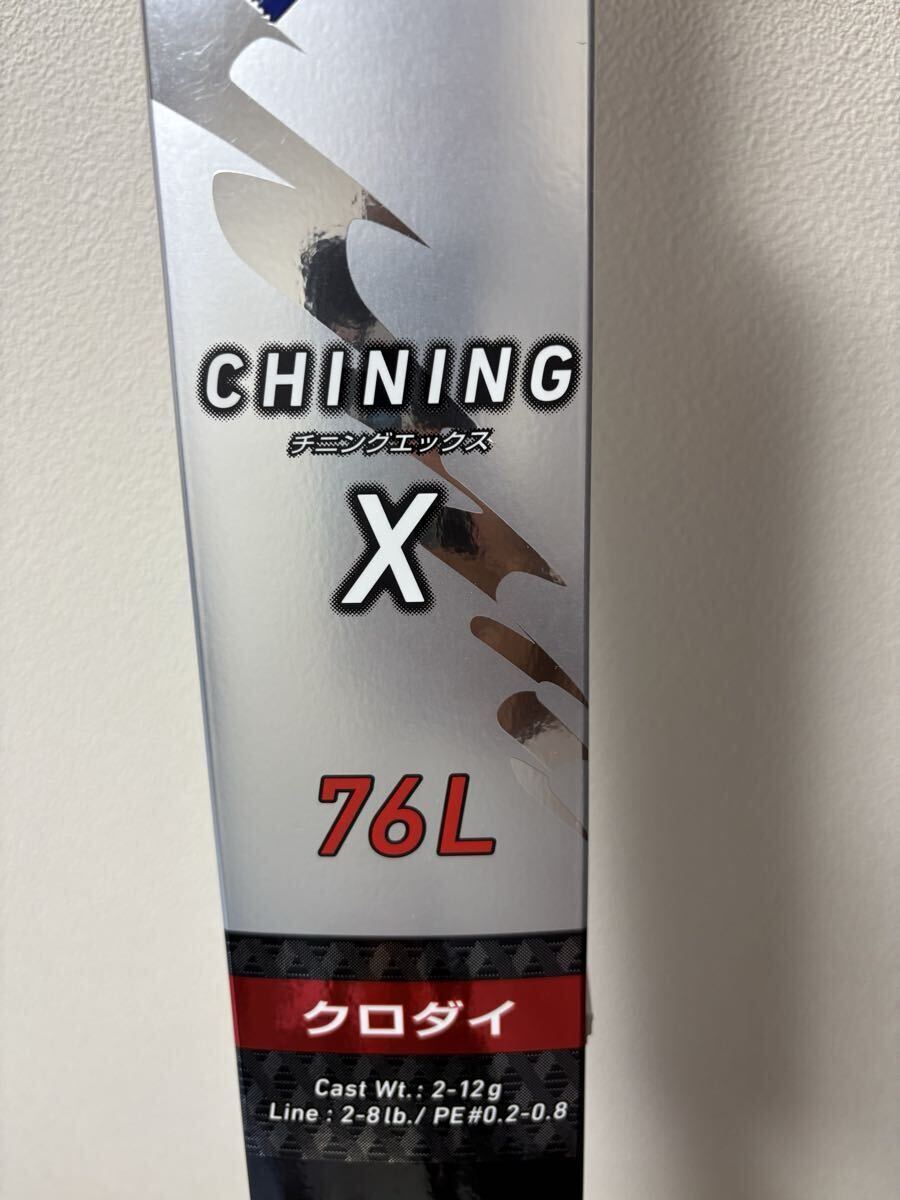 CHINING
チニングエックス
X
76L
クロダイ
Cast Wt.: 2-12g
Line : 2-8lb./ PE#0.2-0.8